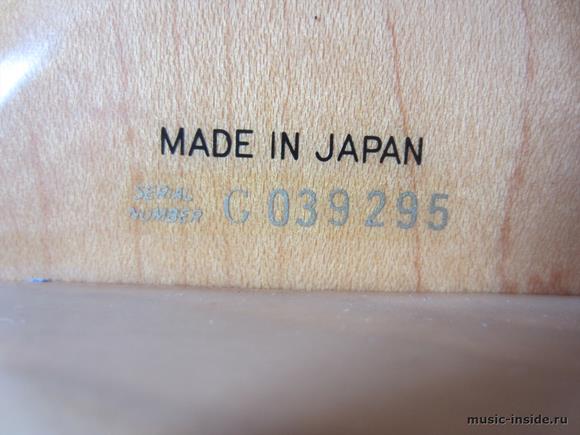 MADE IN JAPAN
SERIAL
NUMBER G 039295
music-inside.ru